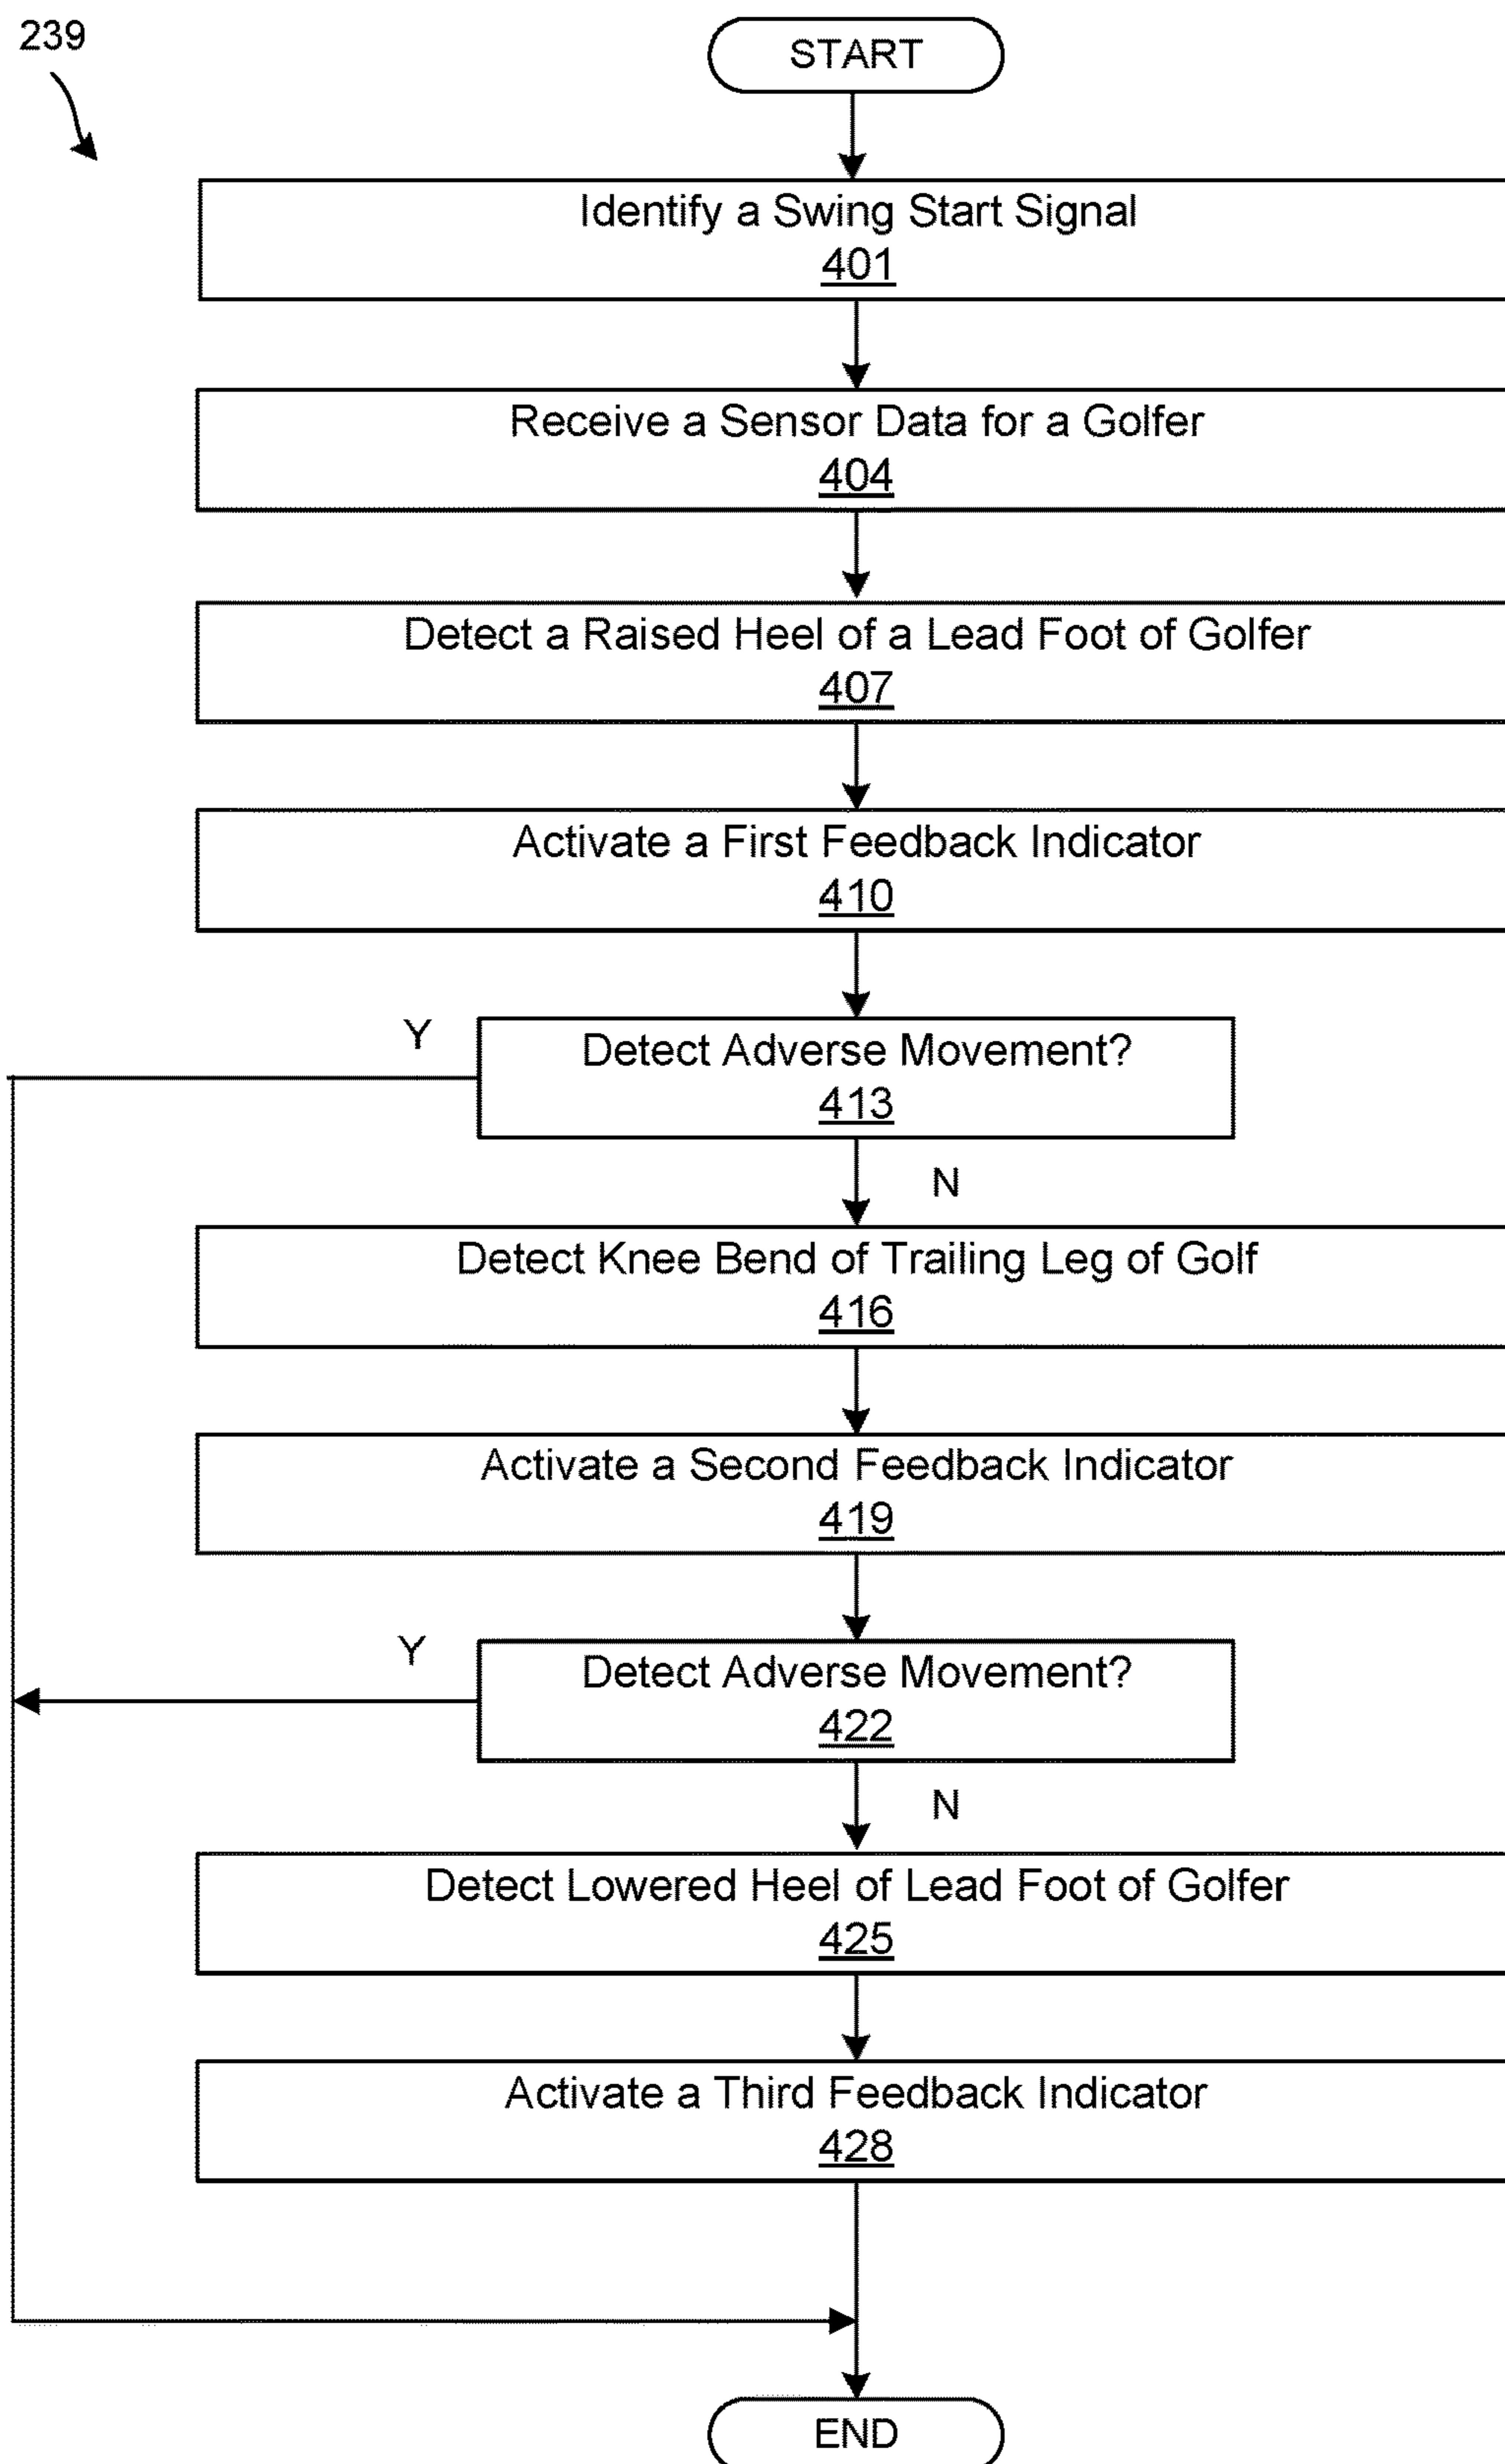 239
START
Identify a Swing Start Signal
401
Receive a Sensor Data for a Golfer
404
Detect a Raised Heel of a Lead Foot of Golfer
407
Activate a First Feedback Indicator
410
Y
Detect Adverse Movement?
413
N
Detect Knee Bend of Trailing Leg of Golf
416
Activate a Second Feedback Indicator
419
Y
Detect Adverse Movement?
422
N
Detect Lowered Heel of Lead Foot of Golfer
425
Activate a Third Feedback Indicator
428
END